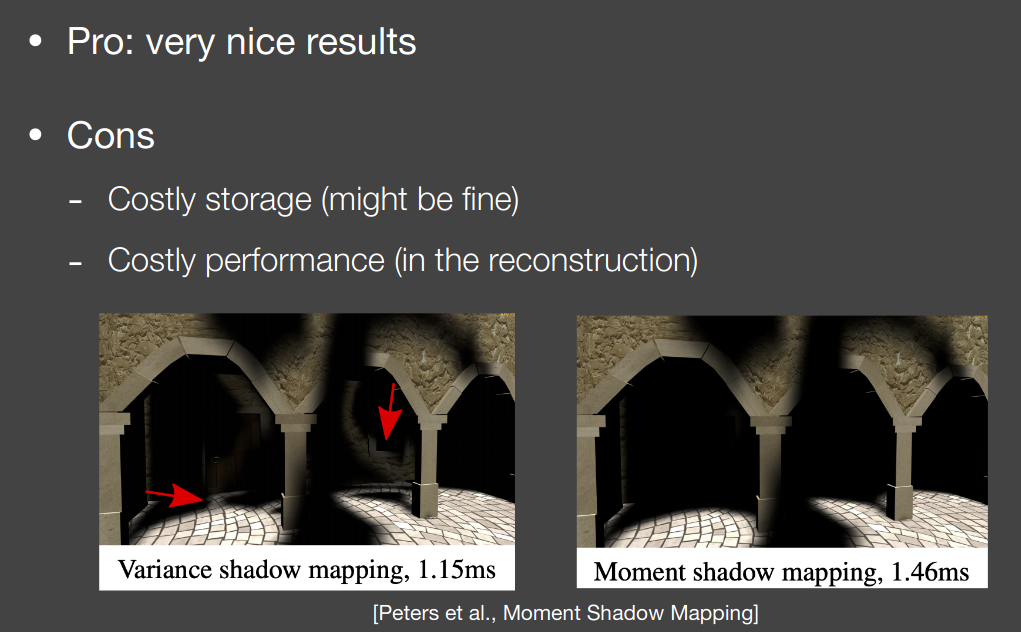 • Pro: very nice results
• Cons
- Costly storage (might be fine)
- Costly performance (in the reconstruction)
Variance shadow mapping, 1.15ms
Moment shadow mapping, 1.46ms
[Peters et al., Moment Shadow Mapping]